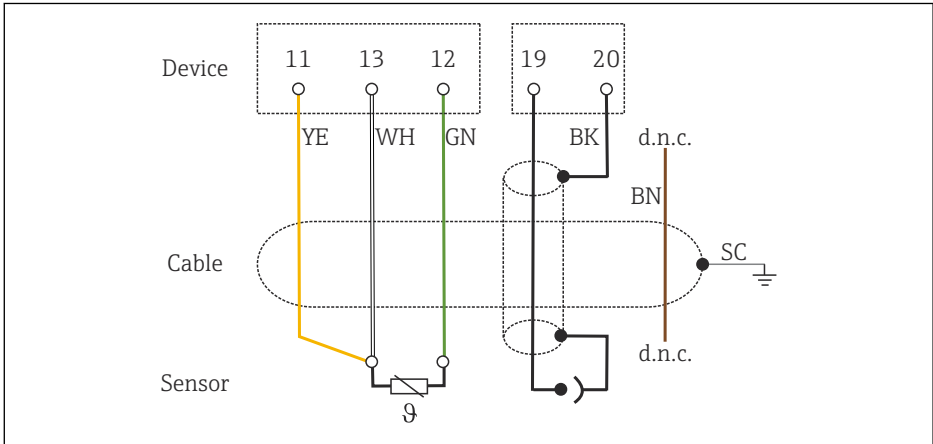 Device
11 13 12 19 20
YE WH GN BK d.n.c.
BN
Cable
SC
d.n.c.
Sensor
ϑ